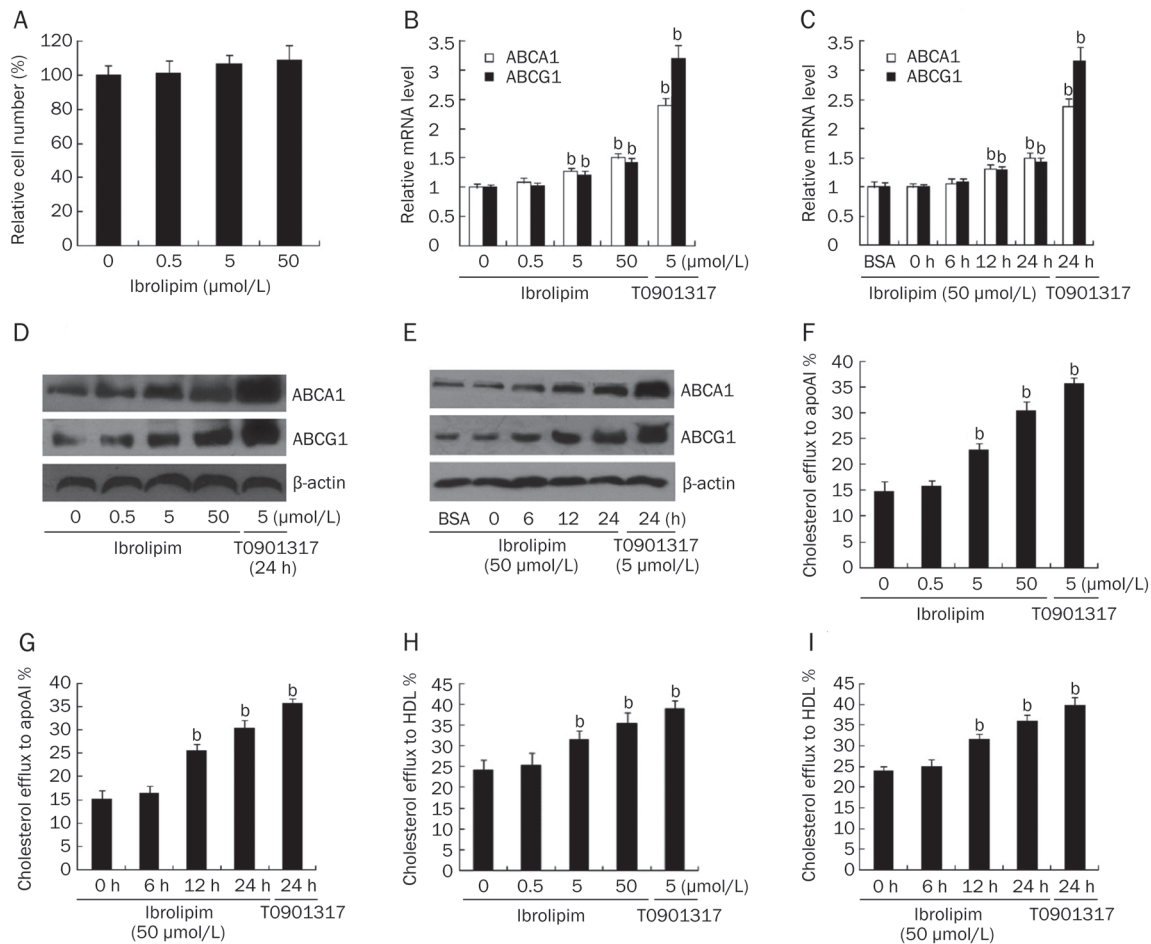 A
Relative cell number (%)
120
100
80
60
40
20
0
0 0.5 5 50
Ibrolipim (μmol/L)
B
Relative mRNA level
3.5
3
2.5
2
1.5
1
0.5
0
ABCA1
ABCG1
b b
b b
b
b
0 0.5 5 50 5 (μmol/L)
Ibrolipim T0901317
C
Relative mRNA level
3.5
3
2.5
2
1.5
1
0.5
0
ABCA1
ABCG1
b b
b b
b
b
BSA 0 h 6 h 12 h 24 h 24 h
Ibrolipim (50 μmol/L) T0901317
D
ABCA1
ABCG1
β-actin
0 0.5 5 50 5 (μmol/L)
Ibrolipim T0901317
(24 h)
E
ABCA1
ABCG1
β-actin
BSA 0 6 12 24 24 (h)
Ibrolipim T0901317
(50 μmol/L) (5 μmol/L)
F
Cholesterol efflux to apoAI %
40
35
30
25
20
15
10
5
0
b
b
b
0 0.5 5 50 5 (μmol/L)
Ibrolipim T0901317
G
Cholesterol efflux to apoAI %
40
35
30
25
20
15
10
5
0
b
b
b
0 h 6 h 12 h 24 h 24 h
Ibrolipim T0901317
(50 μmol/L)
H
Cholesterol efflux to HDL %
45
40
35
30
25
20
15
10
5
0
b
b
b
0 0.5 5 50 5 (μmol/L)
Ibrolipim T0901317
I
Cholesterol efflux to HDL %
45
40
35
30
25
20
15
10
5
0
b
b
b
0 h 6 h 12 h 24 h 24 h
Ibrolipim T0901317
(50 μmol/L)